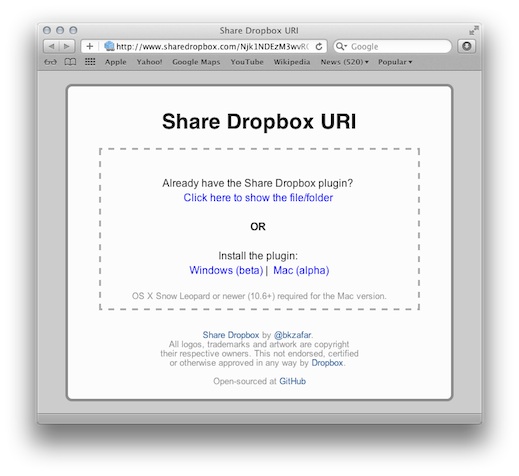 Share Dropbox URI
http://www.sharedropbox.com/Njk1NDEzM3wvR
Google
Apple Yahoo! Google Maps YouTube Wikipedia News (520) Popular
Share Dropbox URI
Already have the Share Dropbox plugin?
Click here to show the file/folder
OR
Install the plugin:
Windows (beta) | Mac (alpha)
OS X Snow Leopard or newer (10.6+) required for the Mac version.
Share Dropbox by @bkzafar.
All logos, trademarks and artwork are copyright
their respective owners. This not endorsed, certified
or otherwise approved in any way by Dropbox.
Open-sourced at GitHub